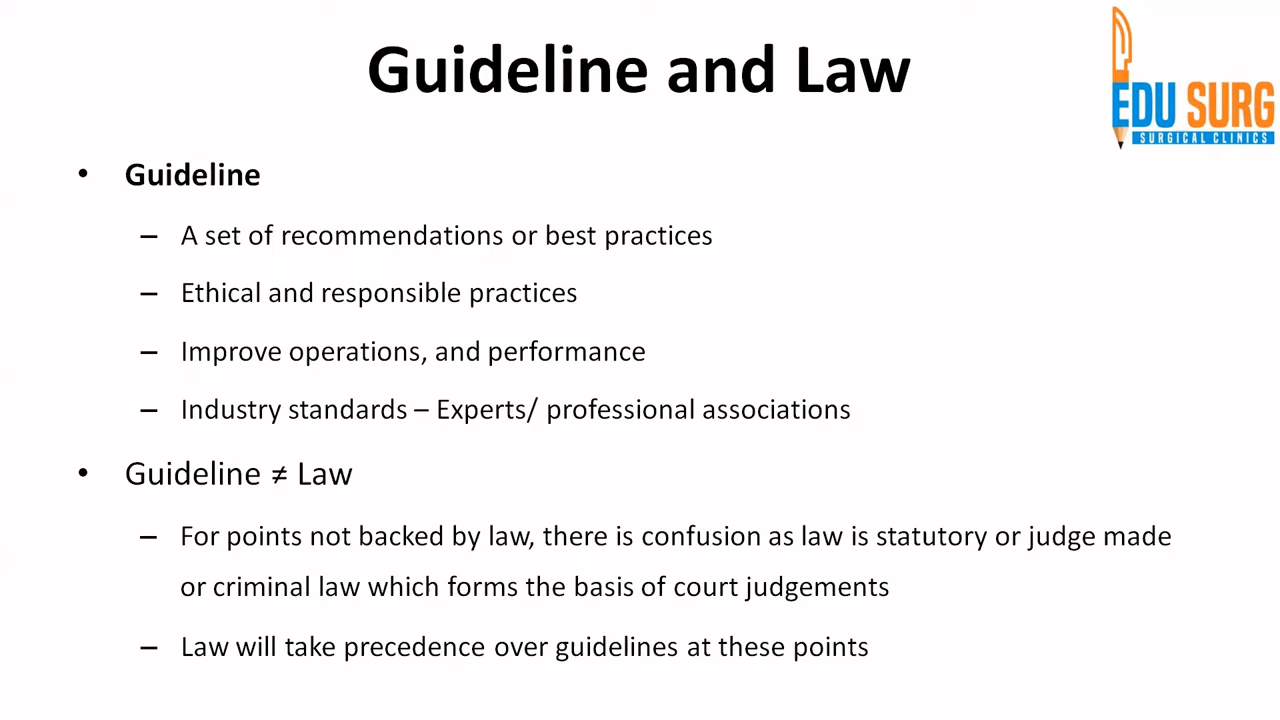 Guideline and Law
EDU SURG
SURGICAL CLINICS
• Guideline
– A set of recommendations or best practices
– Ethical and responsible practices
– Improve operations, and performance
– Industry standards – Experts/ professional associations
• Guideline ≠ Law
– For points not backed by law, there is confusion as law is statutory or judge made
or criminal law which forms the basis of court judgements
– Law will take precedence over guidelines at these points